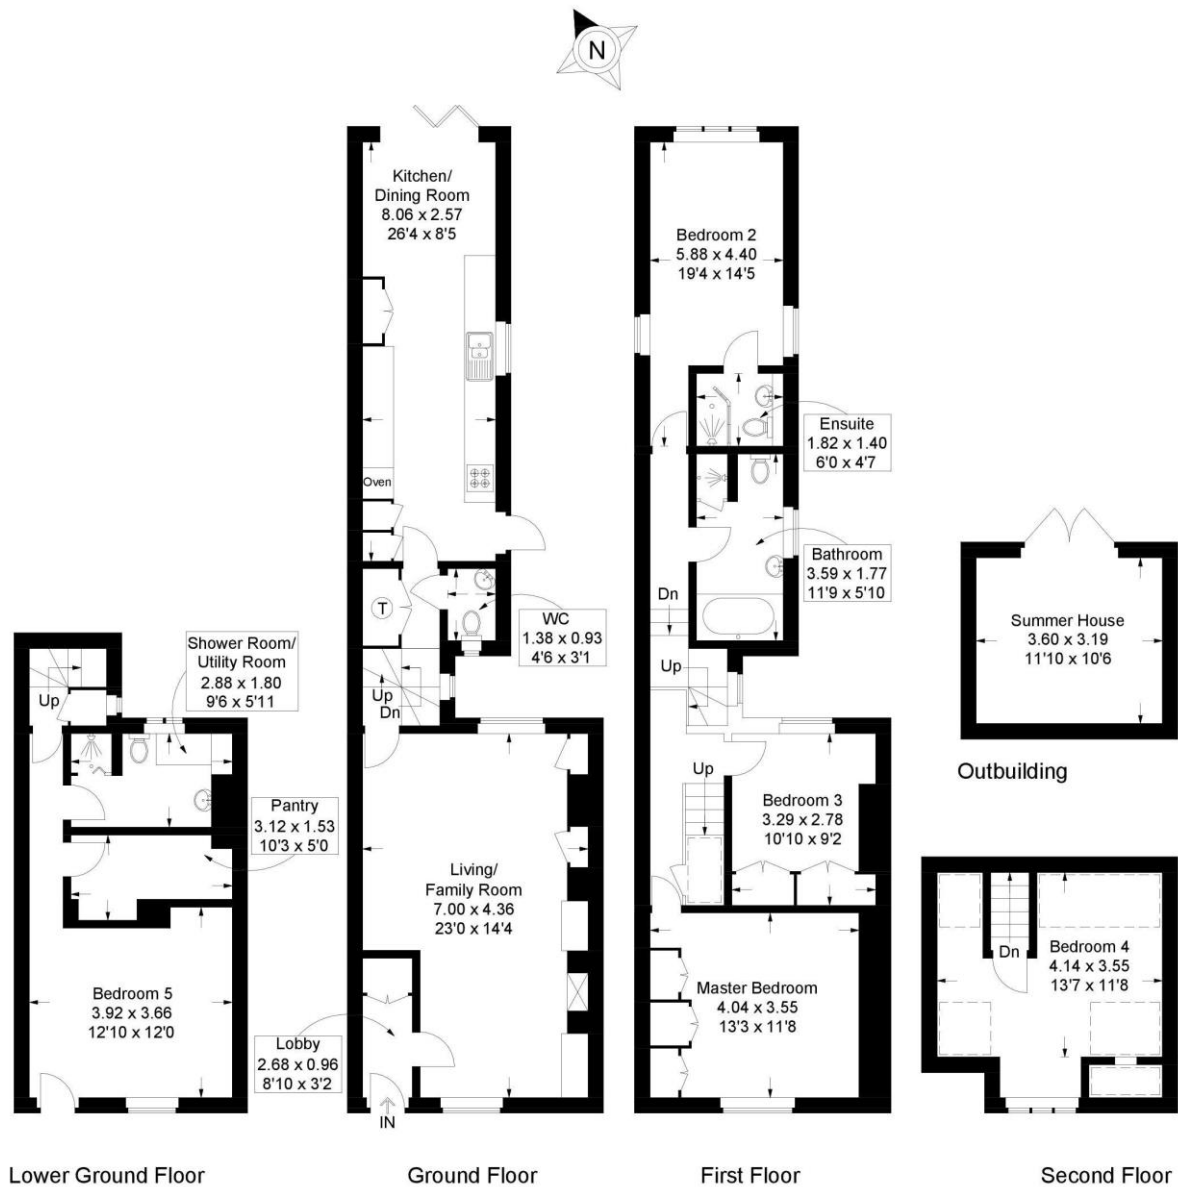 N
Kitchen/
Dining Room
8.06 x 2.57
26'4 x 8'5
Oven
T
WC
1.38 x 0.93
4'6 x 3'1
Up
Dn
Living/
Family Room
7.00 x 4.36
23'0 x 14'4
Lobby
2.68 x 0.96
8'10 x 3'2
IN
Ground Floor
Shower Room/
Utility Room
2.88 x 1.80
9'6 x 5'11
Up
Pantry
3.12 x 1.53
10'3 x 5'0
Bedroom 5
3.92 x 3.66
12'10 x 12'0
Lower Ground Floor
Bedroom 2
5.88 x 4.40
19'4 x 14'5
Ensuite
1.82 x 1.40
6'0 x 4'7
Bathroom
3.59 x 1.77
11'9 x 5'10
Dn
Up
Up
Bedroom 3
3.29 x 2.78
10'10 x 9'2
Master Bedroom
4.04 x 3.55
13'3 x 11'8
First Floor
Summer House
3.60 x 3.19
11'10 x 10'6
Outbuilding
Dn
Bedroom 4
4.14 x 3.55
13'7 x 11'8
Second Floor